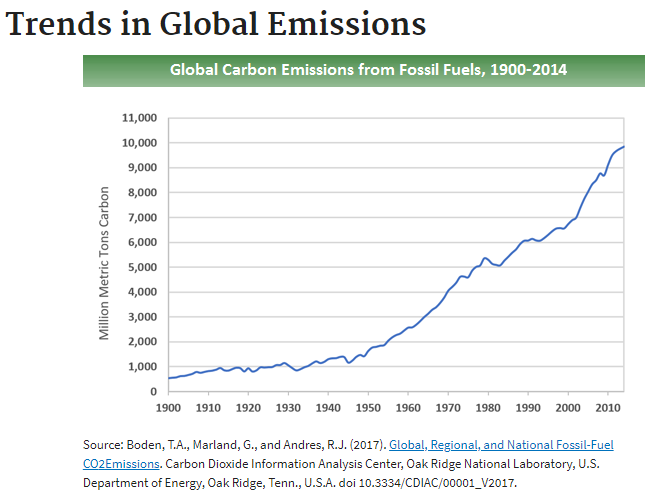 Trends in Global Emissions
Global Carbon Emissions from Fossil Fuels, 1900-2014
Million Metric Tons Carbon
11,000
10,000
9,000
8,000
7,000
6,000
5,000
4,000
3,000
2,000
1,000
0
1900 1910 1920 1930 1940 1950 1960 1970 1980 1990 2000 2010
Source: Boden, T.A., Marland, G., and Andres, R.J. (2017). Global, Regional, and National Fossil-Fuel
CO2Emissions. Carbon Dioxide Information Analysis Center, Oak Ridge National Laboratory, U.S.
Department of Energy, Oak Ridge, Tenn., U.S.A. doi 10.3334/CDIAC/00001_V2017.